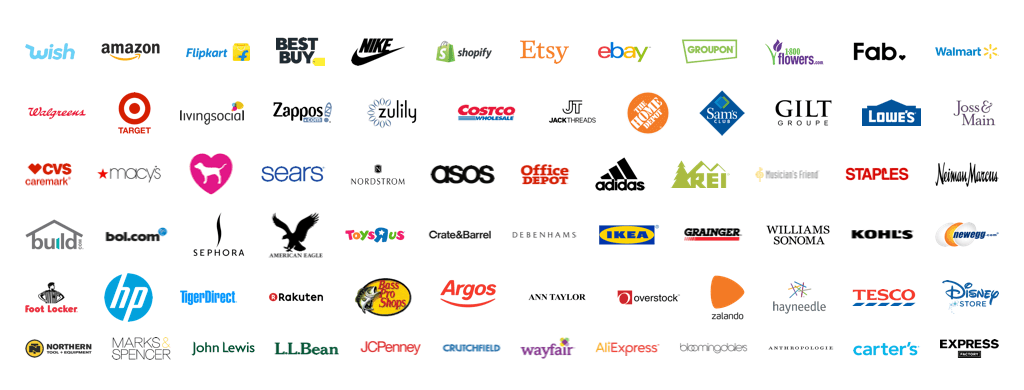 wish amazon Flipkart BEST BUY NIKE shopify Etsy ebay GROUPON 1·800 flowers.com Fab. Walmart
Walgreens TARGET livingsocial Zappos zulily COSTCO WHOLESALE JT JACKTHREADS THE HOME DEPOT Sam's CLUB GILT GROUPE LOWE'S Joss & Main
CVS caremark macy's sears N NORDSTROM asos Office DEPOT adidas REI Musician's Friend STAPLES Neiman Marcus
build .com bol.com SEPHORA AMERICAN EAGLE TOYS R US Crate&Barrel DEBENHAMS IKEA GRAINGER WILLIAMS SONOMA KOHL'S newegg.com
Foot Locker hp TigerDirect Rakuten Bass Pro Shops Argos ANN TAYLOR overstock zalando hayneedle TESCO Disney STORE
NORTHERN TOOL + EQUIPMENT MARKS & SPENCER John Lewis L.L.Bean JCPenney CRUTCHFIELD wayfair AliExpress bloomingdales ANTHROPOLOGIE carter's EXPRESS FACTORY